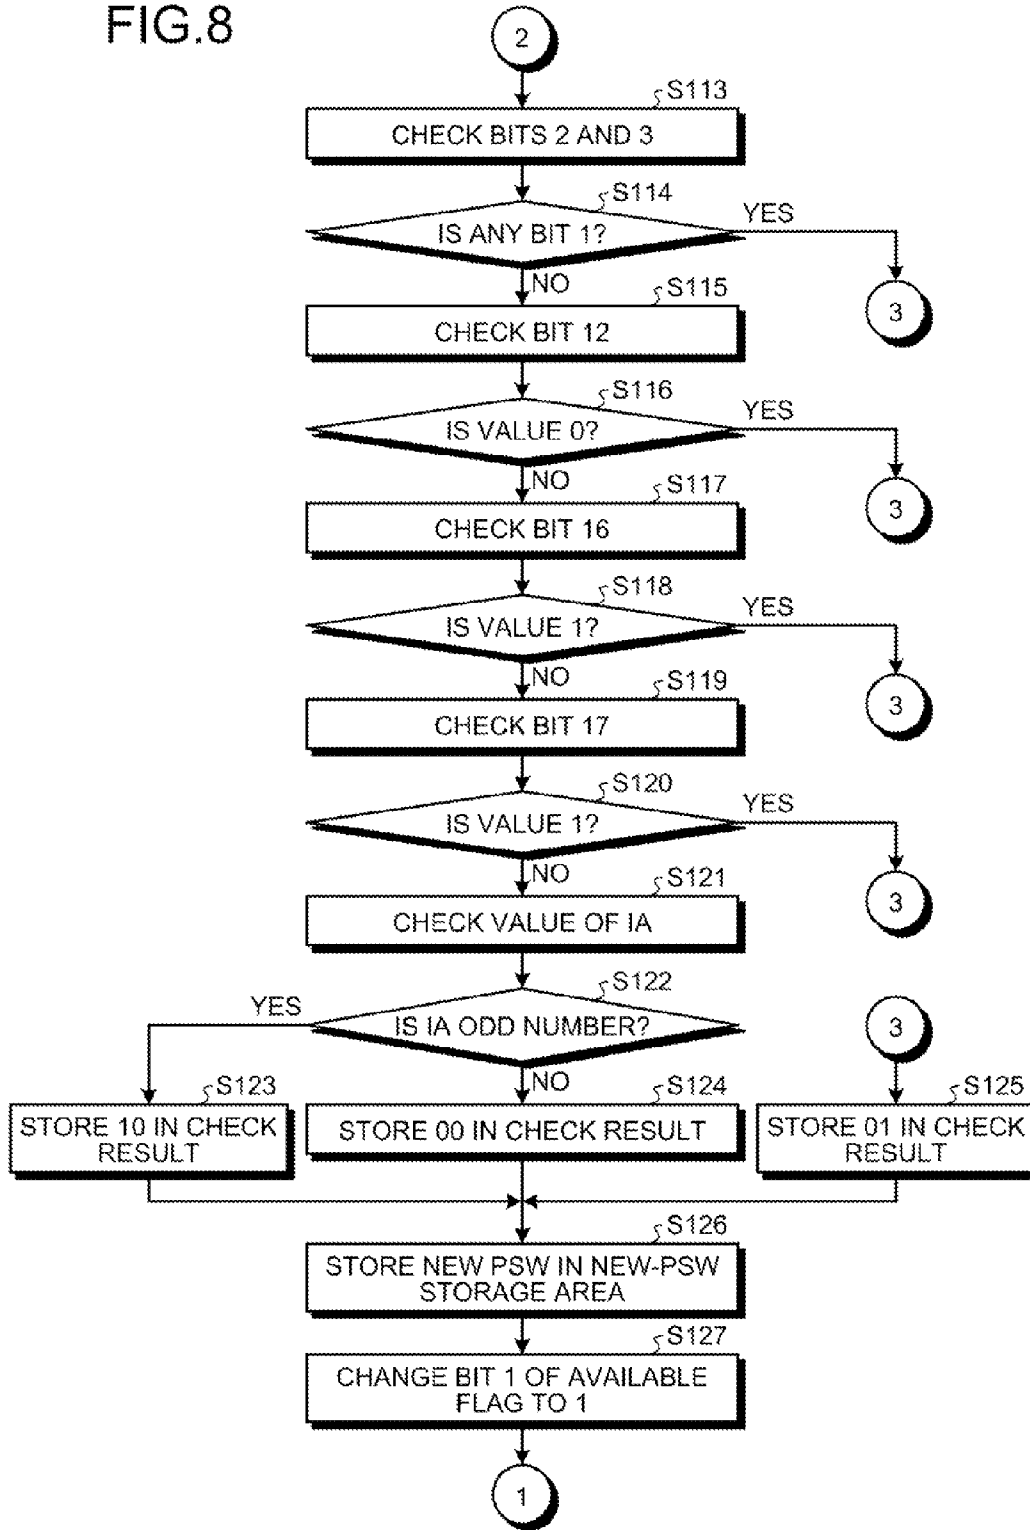 FIG.8
2
S113
CHECK BITS 2 AND 3
S114
IS ANY BIT 1?
YES
NO
3
S115
CHECK BIT 12
S116
IS VALUE 0?
YES
NO
3
S117
CHECK BIT 16
S118
IS VALUE 1?
YES
NO
3
S119
CHECK BIT 17
S120
IS VALUE 1?
YES
NO
3
S121
CHECK VALUE OF IA
S122
YES
IS IA ODD NUMBER?
3
NO
S123
STORE 10 IN CHECK
RESULT
S124
STORE 00 IN CHECK RESULT
S125
STORE 01 IN CHECK
RESULT
S126
STORE NEW PSW IN NEW-PSW
STORAGE AREA
S127
CHANGE BIT 1 OF AVAILABLE
FLAG TO 1
1